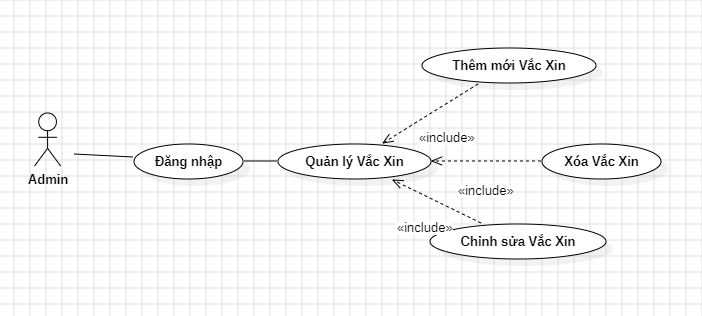 Thêm mới Vắc Xin
«include»
Admin
Đăng nhập
Quản lý Vắc Xin
Xóa Vắc Xin
«include»
«include»
Chỉnh sửa Vắc Xin